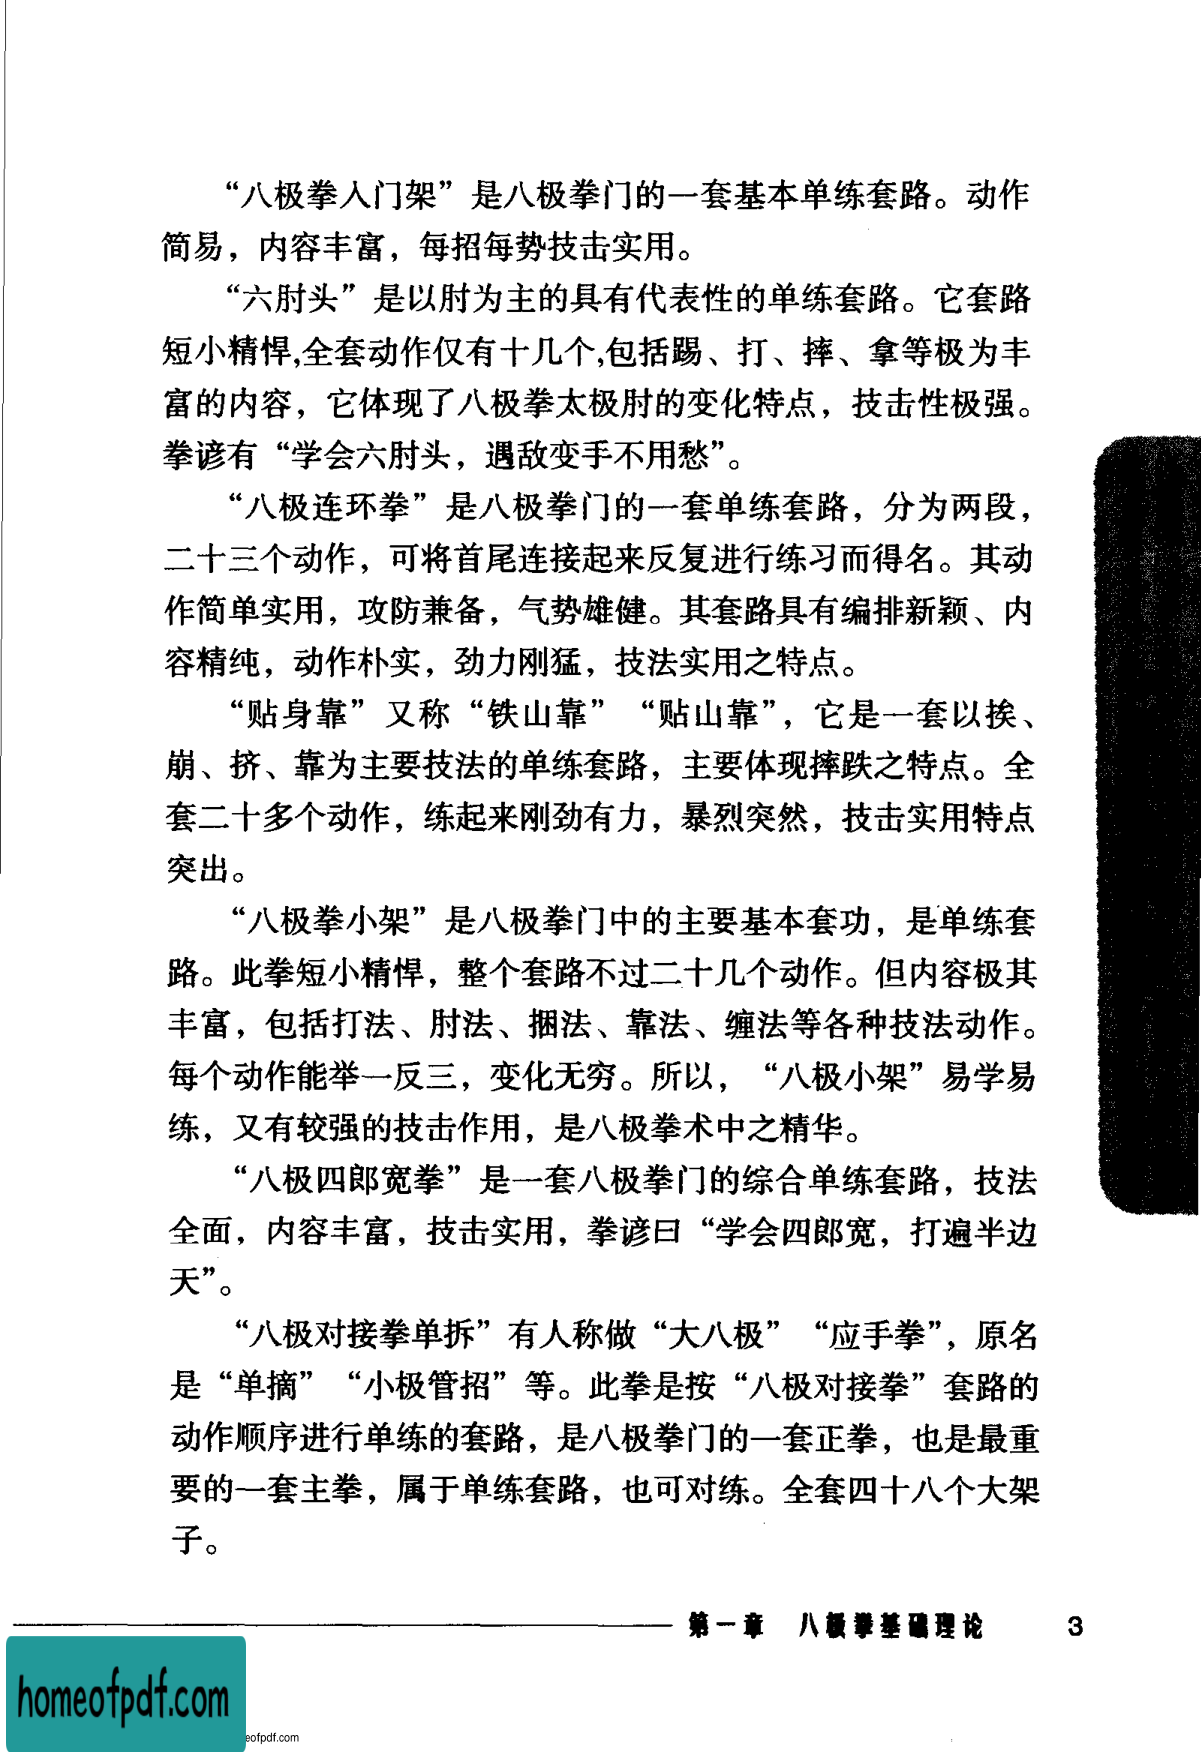 “八极拳入门架”是八极拳门的一套基本单练套路。动作
简易，内容丰富，每招每势技击实用。
“六肘头”是以肘为主的具有代表性的单练套路。它套路
短小精悍,全套动作仅有十几个,包括踢、打、摔、拿等极为丰
富的内容，它体现了八极拳太极肘的变化特点，技击性极强。
拳谚有“学会六肘头，遇敌变手不用愁”。
“八极连环拳”是八极拳门的一套单练套路，分为两段，
二十三个动作，可将首尾连接起来反复进行练习而得名。其动
作简单实用，攻防兼备，气势雄健。其套路具有编排新颖、内
容精纯，动作朴实，劲力刚猛，技法实用之特点。
“贴身靠”又称“铁山靠”“贴山靠”，它是一套以挨、
崩、挤、靠为主要技法的单练套路，主要体现摔跌之特点。全
套二十多个动作，练起来刚劲有力，暴烈突然，技击实用特点
突出。
“八极拳小架”是八极拳门中的主要基本套功，是单练套
路。此拳短小精悍，整个套路不过二十几个动作。但内容极其
丰富，包括打法、肘法、捆法、靠法、缠法等各种技法动作。
每个动作能举一反三，变化无穷。所以，“八极小架”易学易
练，又有较强的技击作用，是八极拳术中之精华。
“八极四郎宽拳”是一套八极拳门的综合单练套路，技法
全面，内容丰富，技击实用，拳谚曰“学会四郎宽，打遍半边
天”。
“八极对接拳单拆”有人称做“大八极”“应手拳”，原名
是“单摘”“小极管招”等。此拳是按“八极对接拳”套路的
动作顺序进行单练的套路，是八极拳门的一套正拳，也是最重
要的一套主拳，属于单练套路，也可对练。全套四十八个大架
子。
第一章 八极拳基础理论 3
homeofpdf.com
eofpdf.com